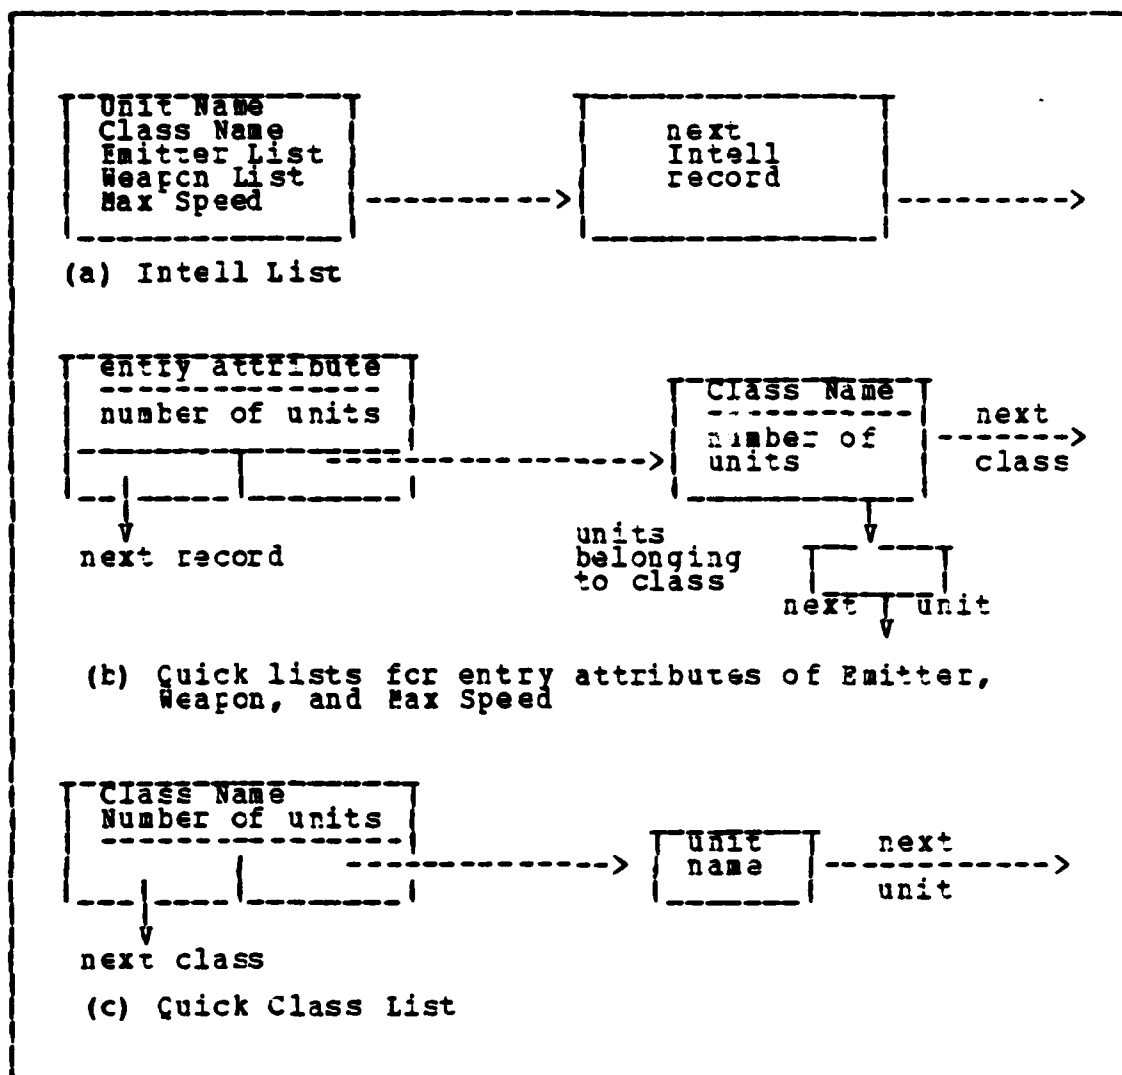 Unit Name
Class Name
Emitter List
Weapon List
Max Speed
next
Intell
record
(a) Intell List
entry attribute
number of units
next record
Class Name
number of
units
next
class
units
belonging
to class
next unit
(b) Quick lists for entry attributes of Emitter,
Weapon, and Max Speed
Class Name
Number of units
next class
unit
name
next
unit
(c) Quick Class List